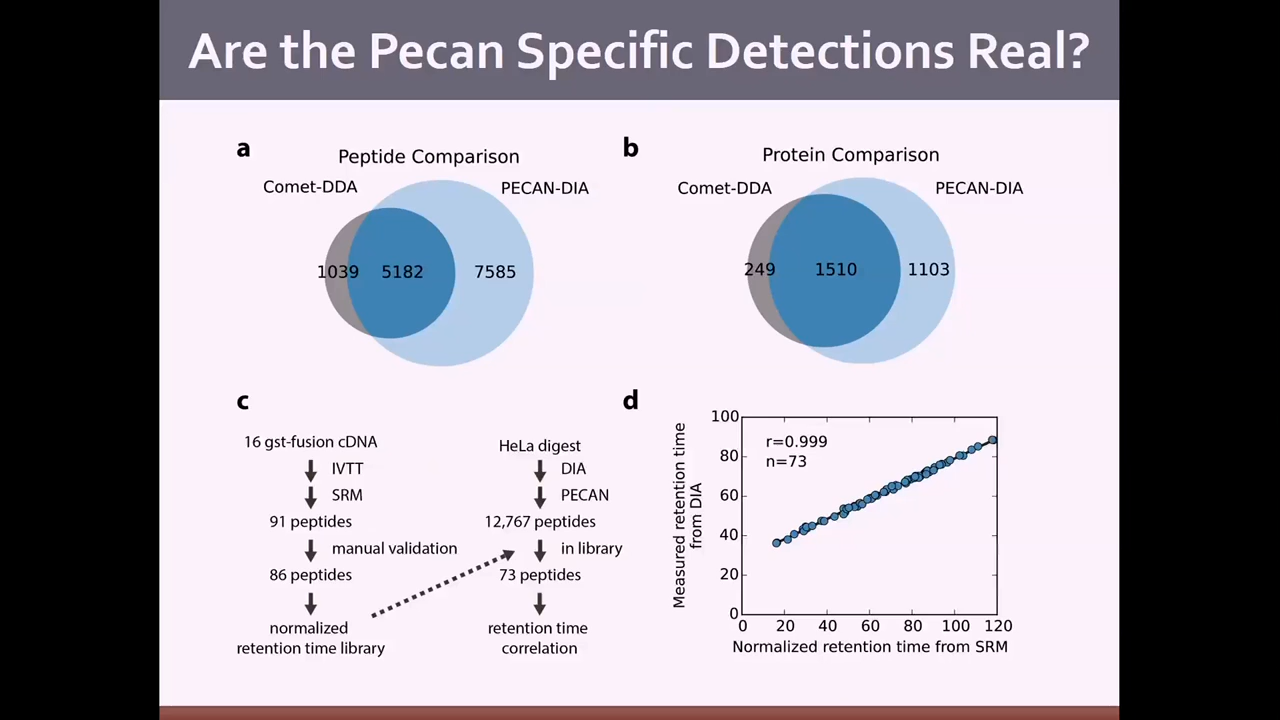 Are the Pecan Specific Detections Real?
a
Peptide Comparison
Comet-DDA
PECAN-DIA
1039
5182
7585
b
Protein Comparison
Comet-DDA
PECAN-DIA
249
1510
1103
c
16 gst-fusion cDNA
IVTT
SRM
91 peptides
manual validation
86 peptides
normalized
retention time library
HeLa digest
DIA
PECAN
12,767 peptides
in library
73 peptides
retention time
correlation
d
Measured retention time
from DIA
100
80
60
40
20
0
r=0.999
n=73
0 20 40 60 80 100 120
Normalized retention time from SRM